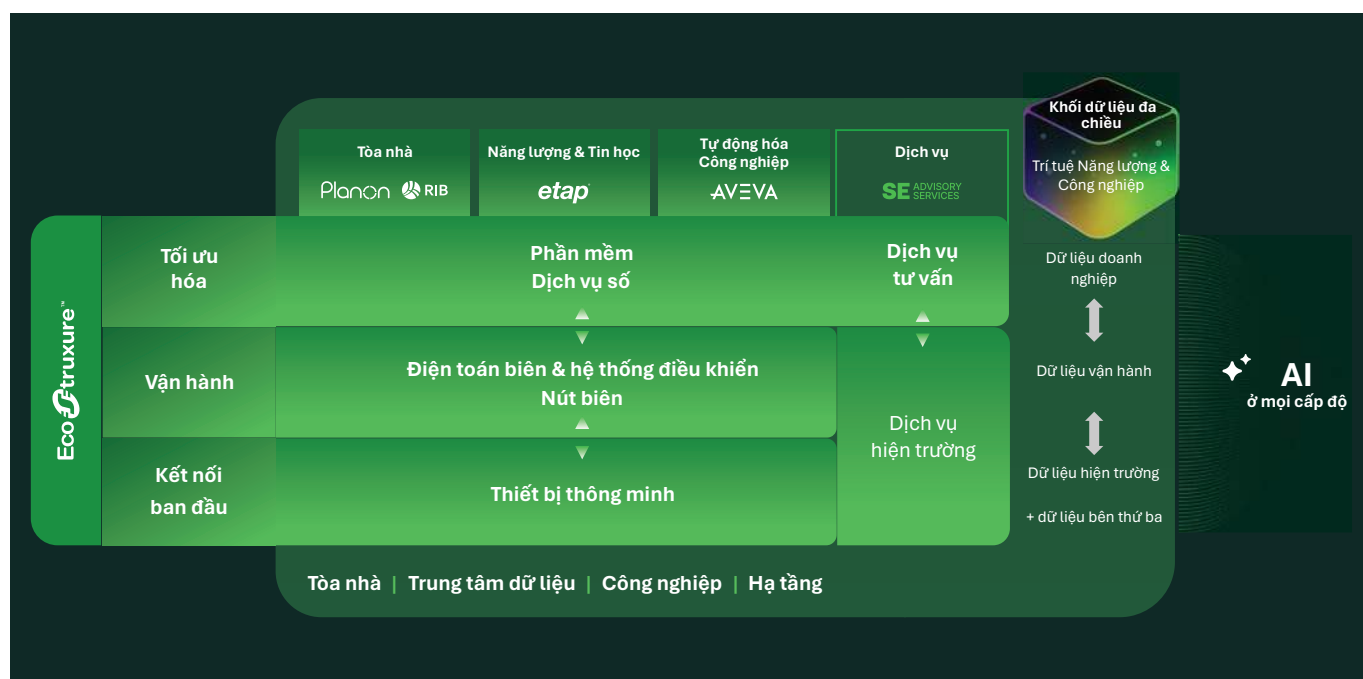 Tòa nhà
Planon RIB
Năng lượng & Tin học
etap
Tự động hóa
Công nghiệp
AVEVA
Dịch vụ
SE ADVISORY
SERVICES
Khối dữ liệu đa
chiều
Trí tuệ Năng lượng &
Công nghiệp
EcoStruxure™
Tối ưu
hóa
Phần mềm
Dịch vụ số
Dịch vụ
tư vấn
Dữ liệu doanh
nghiệp
Vận hành
Điện toán biên & hệ thống điều khiển
Nút biên
Dịch vụ
hiện trường
Dữ liệu vận hành
AI
ở mọi cấp độ
Kết nối
ban đầu
Thiết bị thông minh
Dữ liệu hiện trường
+ dữ liệu bên thứ ba
Tòa nhà | Trung tâm dữ liệu | Công nghiệp | Hạ tầng